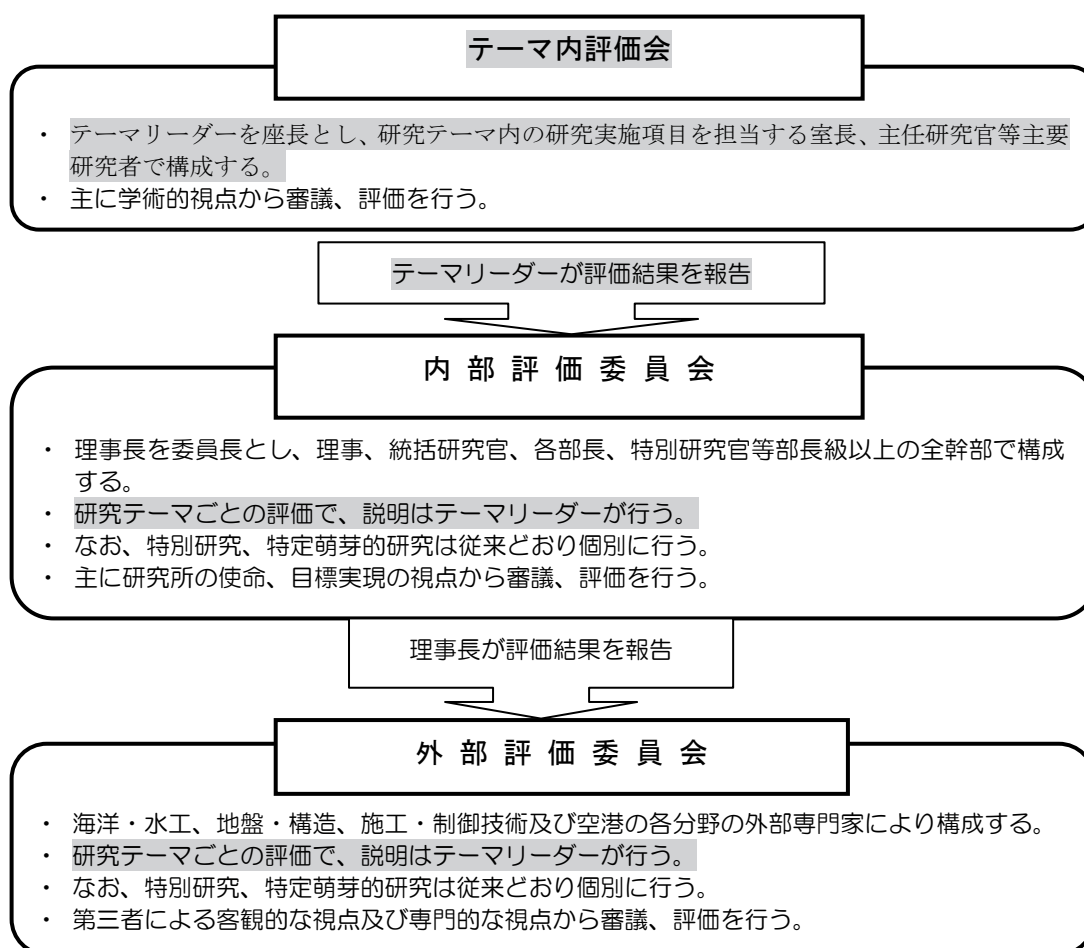 テーマ内評価会
・ テーマリーダーを座長とし、研究テーマ内の研究実施項目を担当する室長、主任研究官等主要
研究者で構成する。
・ 主に学術的視点から審議、評価を行う。
テーマリーダーが評価結果を報告
内 部 評 価 委 員 会
・ 理事長を委員長とし、理事、統括研究官、各部長、特別研究官等部長級以上の全幹部で構成
する。
・ 研究テーマごとの評価で、説明はテーマリーダーが行う。
・ なお、特別研究、特定萌芽的研究は従来どおり個別に行う。
・ 主に研究所の使命、目標実現の視点から審議、評価を行う。
理事長が評価結果を報告
外 部 評 価 委 員 会
・ 海洋・水工、地盤・構造、施工・制御技術及び空港の各分野の外部専門家により構成する。
・ 研究テーマごとの評価で、説明はテーマリーダーが行う。
・ なお、特別研究、特定萌芽的研究は従来どおり個別に行う。
・ 第三者による客観的な視点及び専門的な視点から審議、評価を行う。